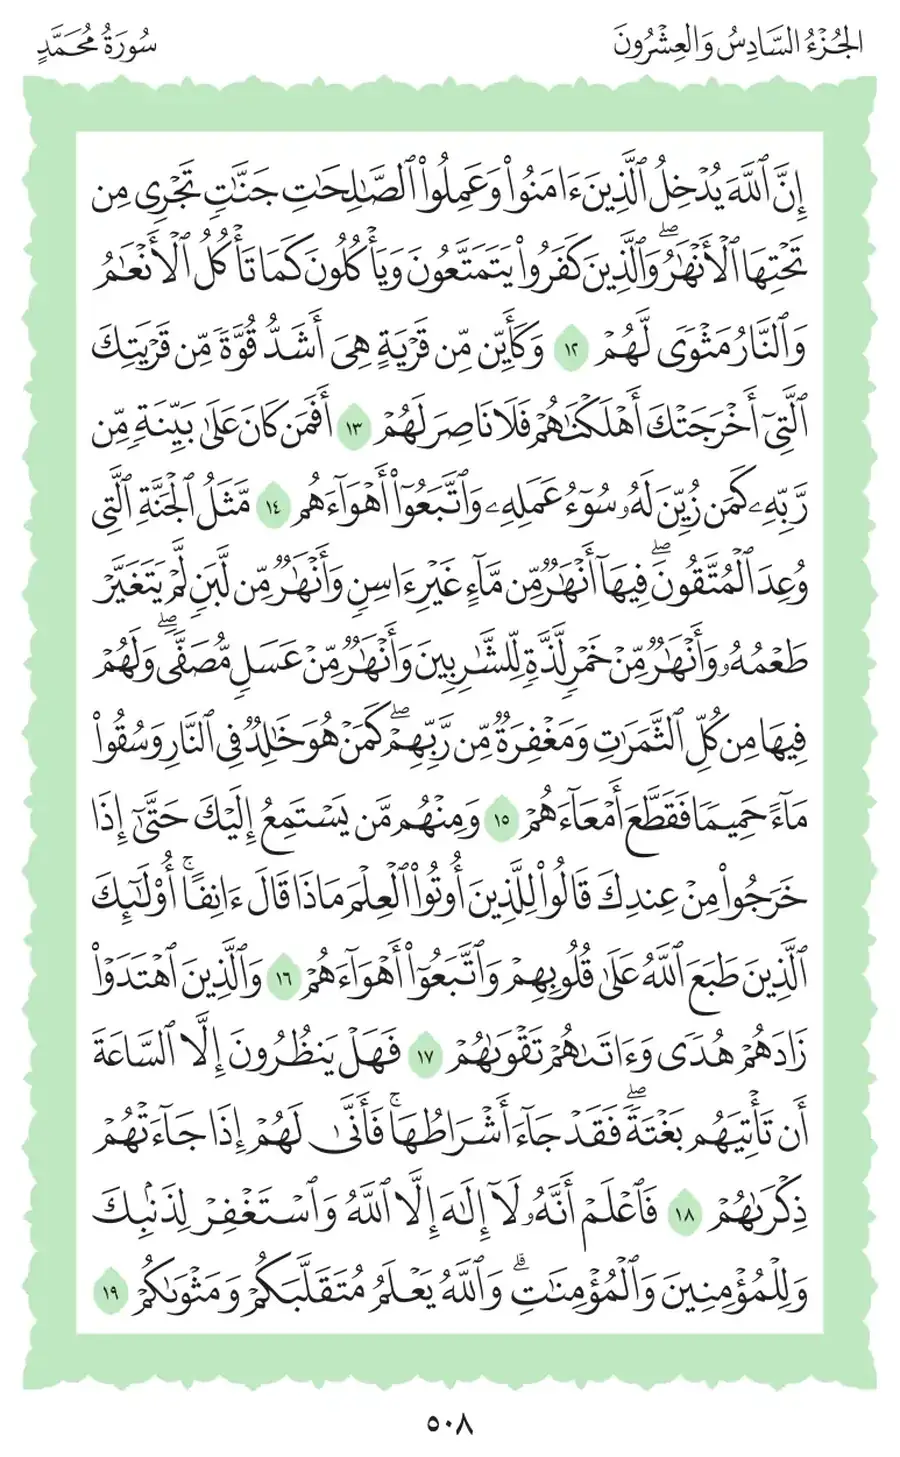 الجُزْءُ السَّادِسُ وَالعِشْرُونَ
سُورَةُ مُحَمَّدٍ
إِنَّ ٱللَّهَ يُدْخِلُ ٱلَّذِينَ ءَامَنُوا۟ وَعَمِلُوا۟ ٱلصَّـٰلِحَـٰتِ جَنَّـٰتٍ تَجْرِى مِن
تَحْتِهَا ٱلْأَنْهَـٰرُ ۖ وَٱلَّذِينَ كَفَرُوا۟ يَتَمَتَّعُونَ وَيَأْكُلُونَ كَمَا تَأْكُلُ ٱلْأَنْعَـٰمُ
وَٱلنَّارُ مَثْوًى لَّهُمْ ١٢ وَكَأَيِّن مِّن قَرْيَةٍ هِىَ أَشَدُّ قُوَّةً مِّن قَرْيَتِكَ
ٱلَّتِىٓ أَخْرَجَتْكَ أَهْلَكْنَـٰهُمْ فَلَا نَاصِرَ لَهُمْ ١٣ أَفَمَن كَانَ عَلَىٰ بَيِّنَةٍ مِّن
رَّبِّهِۦ كَمَن زُيِّنَ لَهُۥ سُوٓءُ عَمَلِهِۦ وَٱتَّبَعُوٓا۟ أَهْوَآءَهُم ١٤ مَّثَلُ ٱلْجَنَّةِ ٱلَّتِى
وُعِدَ ٱلْمُتَّقُونَ ۖ فِيهَآ أَنْهَـٰرٌ مِّن مَّآءٍ غَيْرِ ءَاسِنٍ وَأَنْهَـٰرٌ مِّن لَّبَنٍ لَّمْ يَتَغَيَّرْ
طَعْمُهُۥ وَأَنْهَـٰرٌ مِّنْ خَمْرٍ لَّذَّةٍ لِّلشَّـٰرِبِينَ وَأَنْهَـٰرٌ مِّنْ عَسَلٍ مُّصَفًّى ۖ وَلَهُمْ
فِيهَا مِن كُلِّ ٱلثَّمَرَٰتِ وَمَغْفِرَةٌ مِّن رَّبِّهِمْ ۖ كَمَنْ هُوَ خَـٰلِدٌ فِى ٱلنَّارِ وَسُقُوا۟
مَآءً حَمِيمًا فَقَطَّعَ أَمْعَآءَهُمْ ١٥ وَمِنْهُم مَّن يَسْتَمِعُ إِلَيْكَ حَتَّىٰٓ إِذَا
خَرَجُوا۟ مِنْ عِندِكَ قَالُوا۟ لِلَّذِينَ أُوتُوا۟ ٱلْعِلْمَ مَاذَا قَالَ ءَانِفًا ۚ أُو۟لَـٰٓئِكَ
ٱلَّذِينَ طَبَعَ ٱللَّهُ عَلَىٰ قُلُوبِهِمْ وَٱتَّبَعُوٓا۟ أَهْوَآءَهُمْ ١٦ وَٱلَّذِينَ ٱهْتَدَوْا۟
زَادَهُمْ هُدًى وَءَاتَىٰهُمْ تَقْوَىٰهُمْ ١٧ فَهَلْ يَنظُرُونَ إِلَّا ٱلسَّاعَةَ
أَن تَأْتِيَهُم بَغْتَةً ۖ فَقَدْ جَآءَ أَشْرَاطُهَا ۚ فَأَنَّىٰ لَهُمْ إِذَا جَآءَتْهُمْ
ذِكْرَىٰهُمْ ١٨ فَٱعْلَمْ أَنَّهُۥ لَآ إِلَـٰهَ إِلَّا ٱللَّهُ وَٱسْتَغْفِرْ لِذَنۢبِكَ
وَلِلْمُؤْمِنِينَ وَٱلْمُؤْمِنَـٰتِ ۗ وَٱللَّهُ يَعْلَمُ مُتَقَلَّبَكُمْ وَمَثْوَىٰكُمْ ١٩
٥٠٨